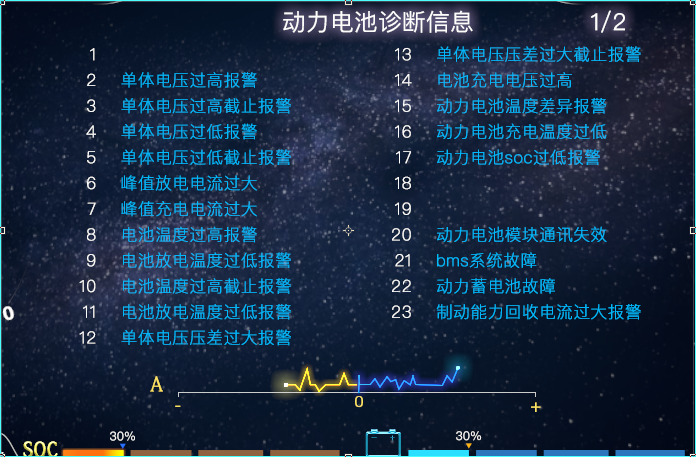 动力电池诊断信息 1/2
1
2 单体电压过高报警
3 单体电压过高截止报警
4 单体电压过低报警
5 单体电压过低截止报警
6 峰值放电电流过大
7 峰值充电电流过大
8 电池温度过高报警
9 电池放电温度过低报警
10 电池温度过高截止报警
11 电池放电温度过低报警
12 单体电压压差过大报警
13 单体电压压差过大截止报警
14 电池充电电压过高
15 动力电池温度差异报警
16 动力电池充电温度过低
17 动力电池soc过低报警
18
19
20 动力电池模块通讯失效
21 bms系统故障
22 动力蓄电池故障
23 制动能力回收电流过大报警
0
A
- 0 +
SOC 30% 30%